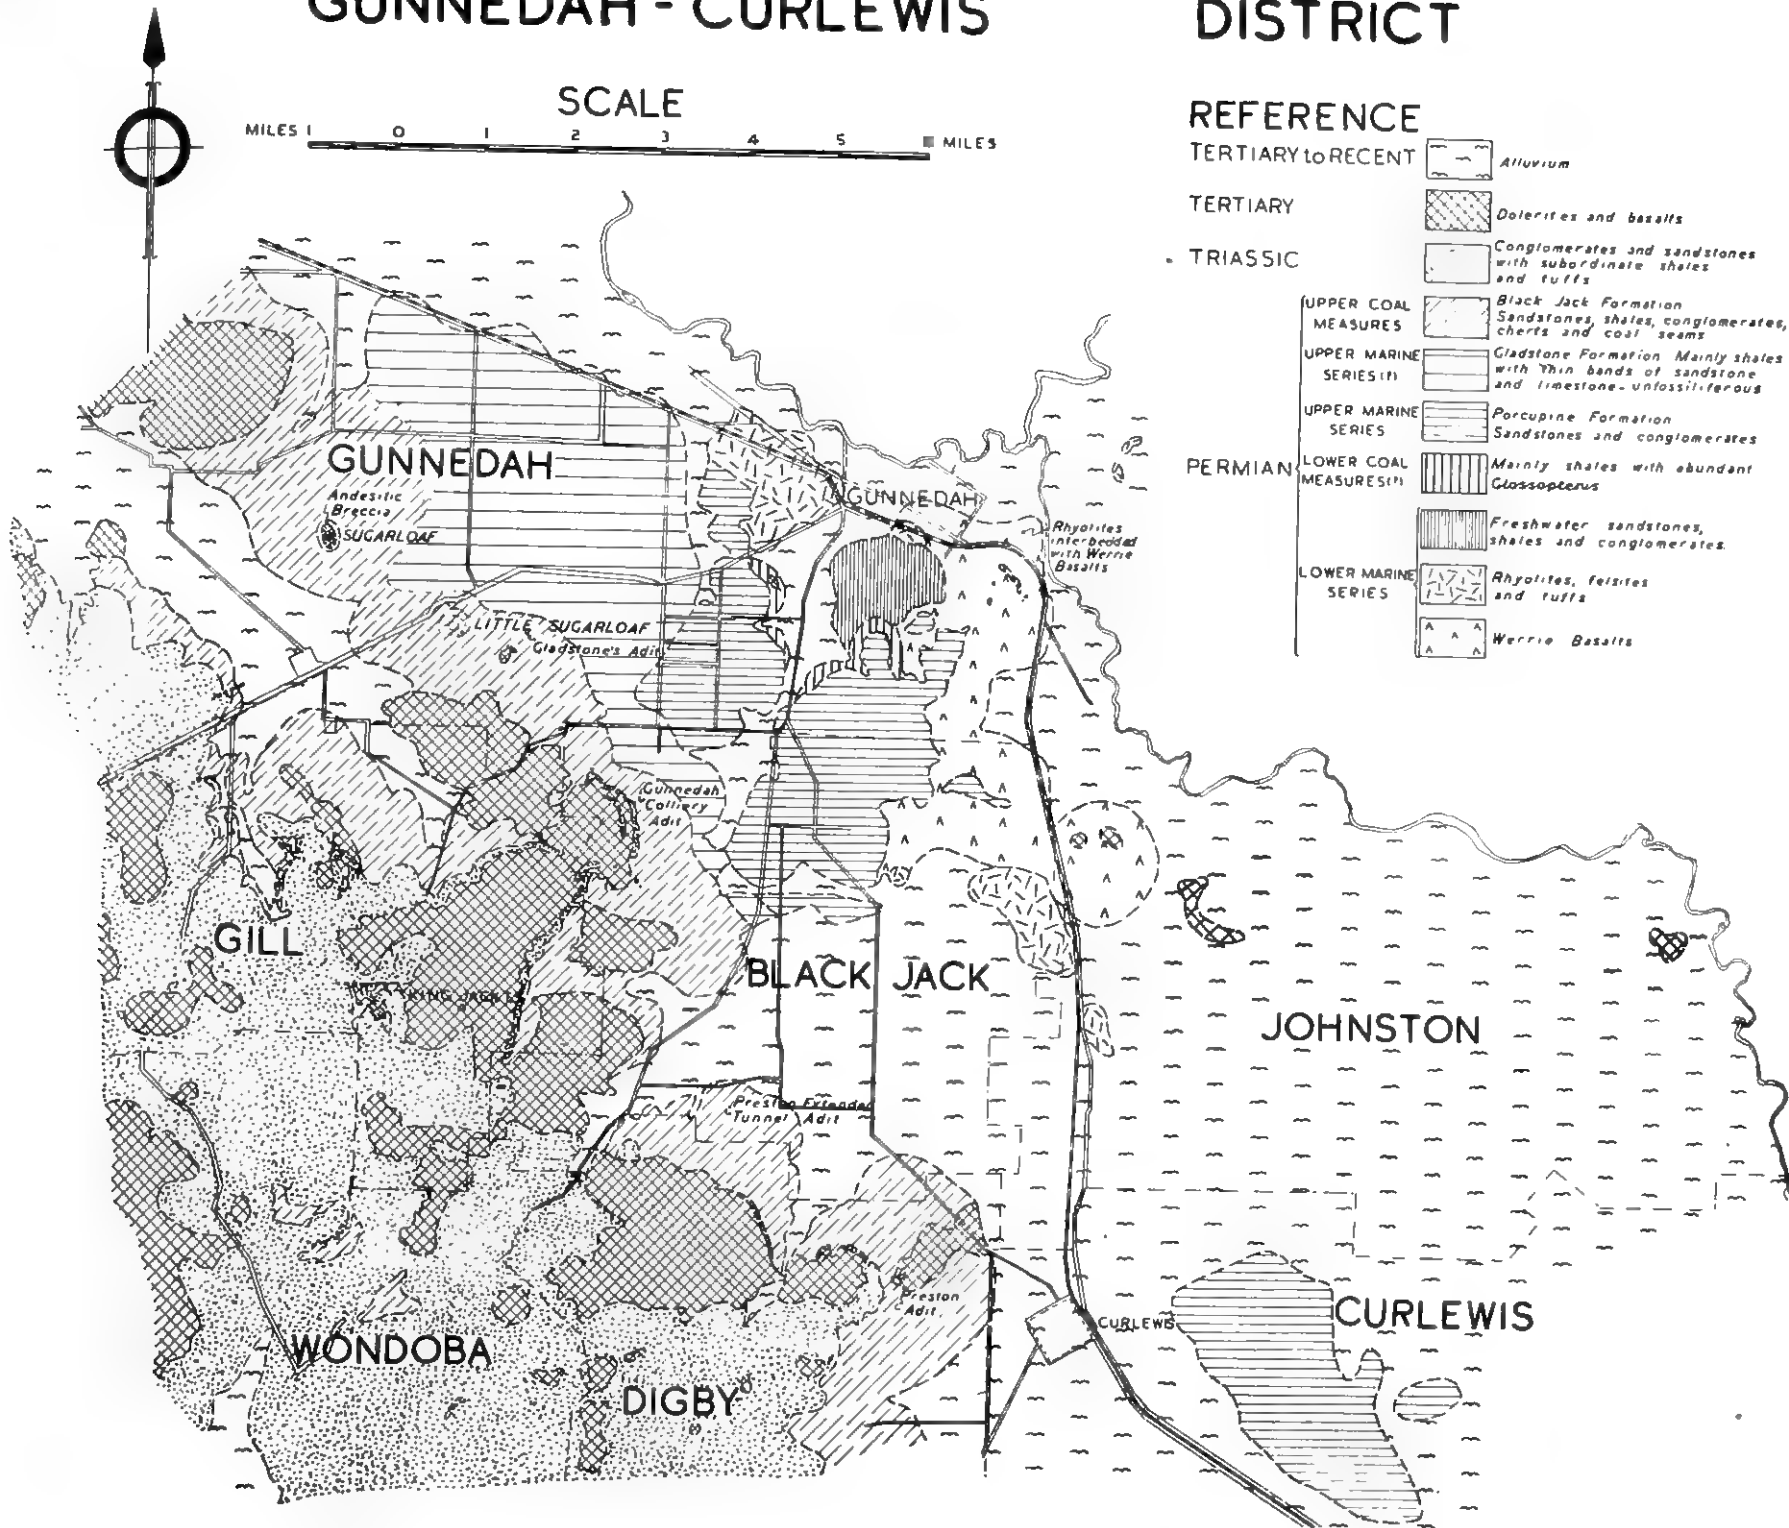 GUNNEDAH - CURLEWIS DISTRICT
SCALE
MILES 1 0 1 2 3 4 5 MILES
REFERENCE
TERTIARY to RECENT
Alluvium
TERTIARY
Dolerites and basalts
TRIASSIC
Conglomerates and sandstones
with subordinate shales
and tuffs
PERMIAN
UPPER COAL
MEASURES
Black Jack Formation
Sandstones, shales, conglomerates,
cherts and coal seams
UPPER MARINE
SERIES (?)
Gladstone Formation Mainly shales
with Thin bands of sandstone
and limestone - unfossiliferous
UPPER MARINE
SERIES
Porcupine Formation
Sandstones and conglomerates
LOWER COAL
MEASURES (?)
Mainly shales with abundant
Glossopteris
Freshwater sandstones,
shales and conglomerates.
LOWER MARINE
SERIES
Rhyolites, felsites
and tuffs
Werrie Basalts
GUNNEDAH
Andesitic
Breccia
SUGARLOAF
GUNNEDAH
Rhyolites
interbedded
with Werrie
Basalts
LITTLE SUGARLOAF
Gladstone's Adit
Gunnedah
Colliery
Adit
GILL
BLACK JACK
KING JACK
JOHNSTON
Preston Extended
Tunnel Adit
Preston
Adit
CURLEWIS
CURLEWIS
WONDOBA
DIGBY